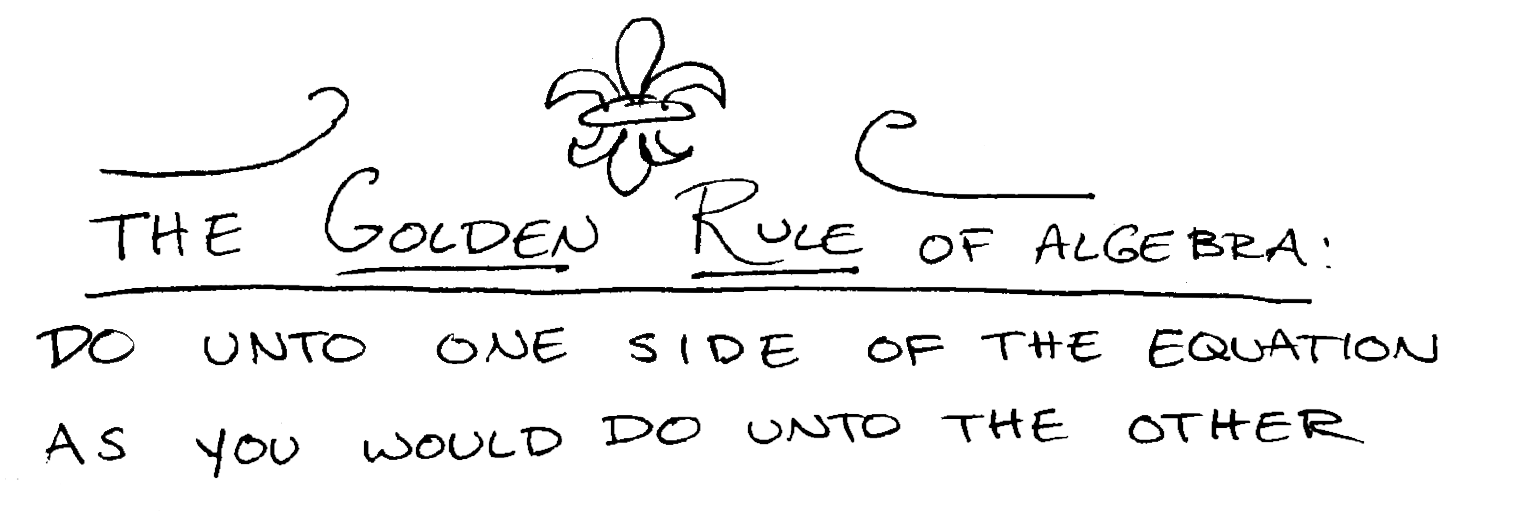 THE GOLDEN RULE OF ALGEBRA:
DO UNTO ONE SIDE OF THE EQUATION
AS YOU WOULD DO UNTO THE OTHER